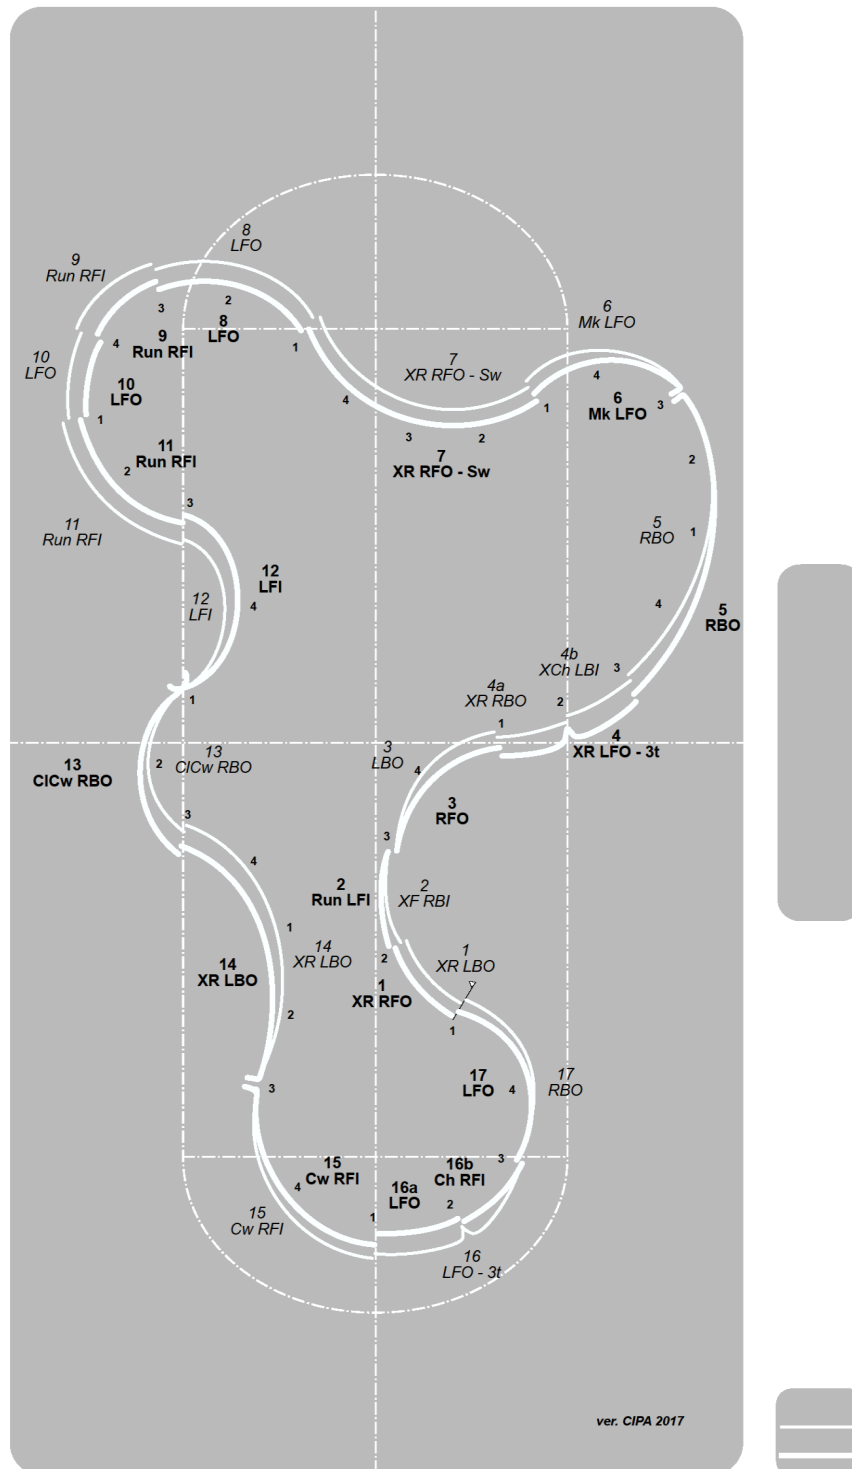 8
LFO
9
Run RFI
2
3
8
LFO
9
Run RFI
4
1
10
LFO
10
LFO
1
11
Run RFI
2
3
11
Run RFI
6
Mk LFO
4
6
Mk LFO
3
1
7
XR RFO - Sw
4
3
2
7
XR RFO - Sw
2
1
5
RBO
4
5
RBO
12
LFI
4
12
LFI
1
4b
XCh LBI
3
2
4a
XR RBO
1
4
XR LFO - 3t
13
ClCw RBO
2
13
ClCw RBO
3
3
LBO
4
3
RFO
3
4
1
14
XR LBO
14
XR LBO
2
3
2
Run LFI
2
XF RBI
2
1
XR RFO
1
XR LBO
1
17
LFO
4
17
RBO
3
15
Cw RFI
4
15
Cw RFI
1
16a
LFO
16b
Ch RFI
2
16
LFO - 3t
ver. CIPA 2017